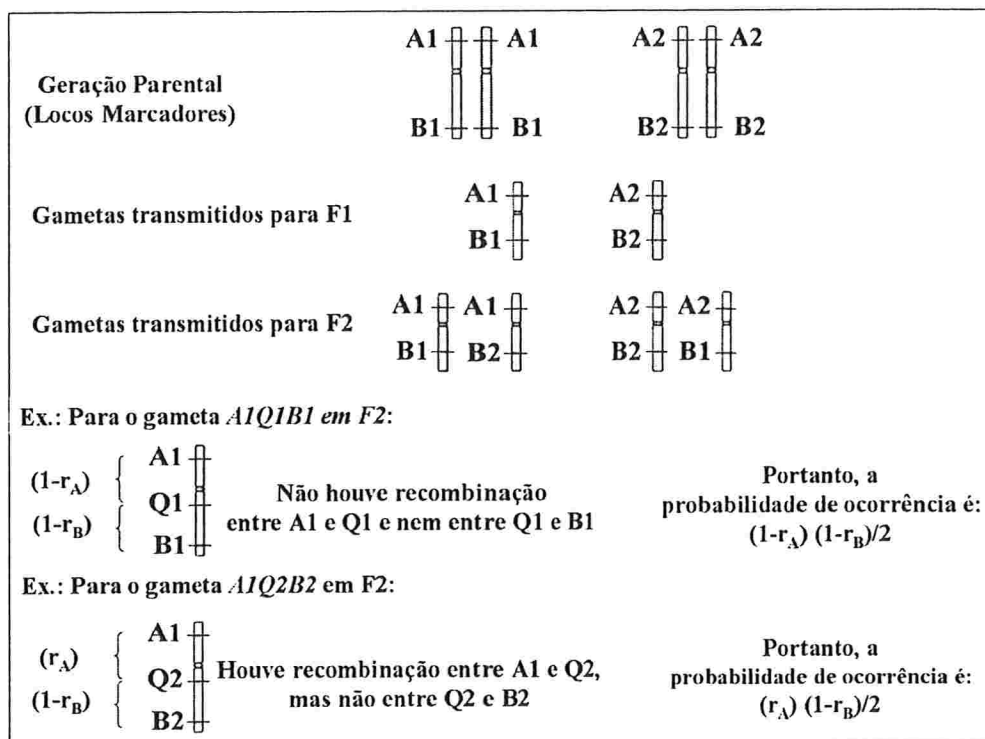 A1 A1 A2 A2
Geração Parental
(Locos Marcadores)
B1 B1 B2 B2
A1 A2
Gametas transmitidos para F1
B1 B2
A1 A1 A2 A2
Gametas transmitidos para F2
B1 B2 B2 B1
Ex.: Para o gameta A1Q1B1 em F2:
(1-rA) A1
Q1
(1-rB) B1
Não houve recombinação
entre A1 e Q1 e nem entre Q1 e B1
Portanto, a
probabilidade de ocorrência é:
(1-rA) (1-rB)/2
Ex.: Para o gameta A1Q2B2 em F2:
(rA) A1
Q2
(1-rB) B2
Houve recombinação entre A1 e Q2,
mas não entre Q2 e B2
Portanto, a
probabilidade de ocorrência é:
(rA) (1-rB)/2